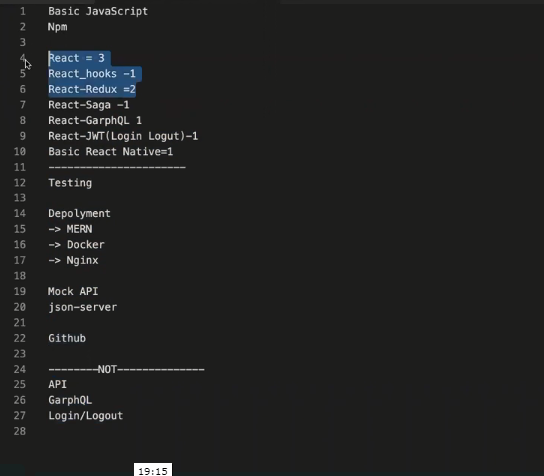 1 Basic JavaScript
2 Npm
3
4 React = 3
5 React_hooks -1
6 React-Redux =2
7 React-Saga -1
8 React-GarphQL 1
9 React-JWT(Login Logut)-1
10 Basic React Native=1
11 ----------------------
12 Testing
13
14 Depolyment
15 -> MERN
16 -> Docker
17 -> Nginx
18
19 Mock API
20 json-server
21
22 Github
23
24 --------NOT--------------
25 API
26 GarphQL
27 Login/Logout
28
19:15